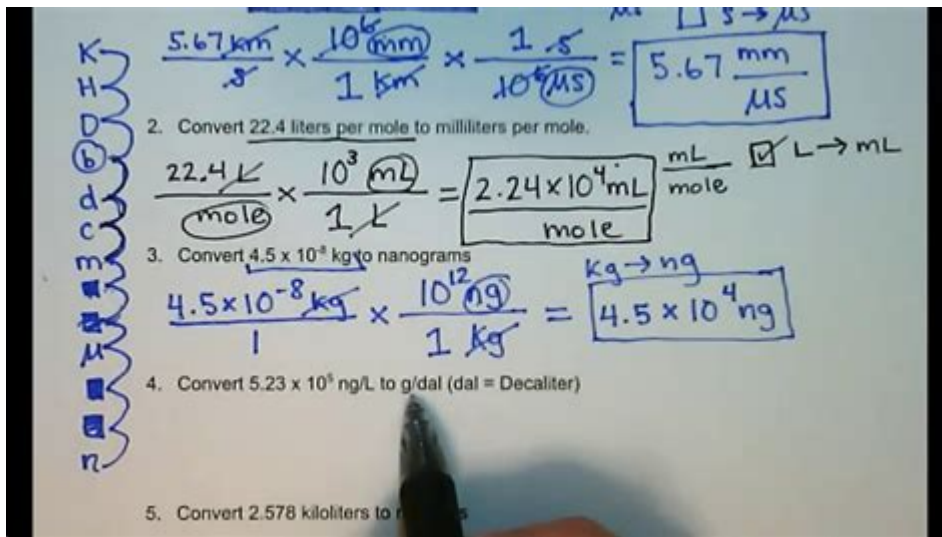 μs □ s → μs
5.67 km/s × 10⁶ mm/1 km × 1 s/10⁶ μs = 5.67 mm/μs
K
H
D
b
d
c
m
μ
n
2. Convert 22.4 liters per mole to milliliters per mole.
22.4 L/mole × 10³ mL/1 L = 2.24 × 10⁴ mL/mole mL/mole ☑ L → mL
3. Convert 4.5 x 10⁻⁸ kg to nanograms
kg → ng
4.5 × 10⁻⁸ kg/1 × 10¹² ng/1 kg = 4.5 × 10⁴ ng
4. Convert 5.23 x 10⁵ ng/L to g/dal (dal = Decaliter)
5. Convert 2.578 kiloliters to